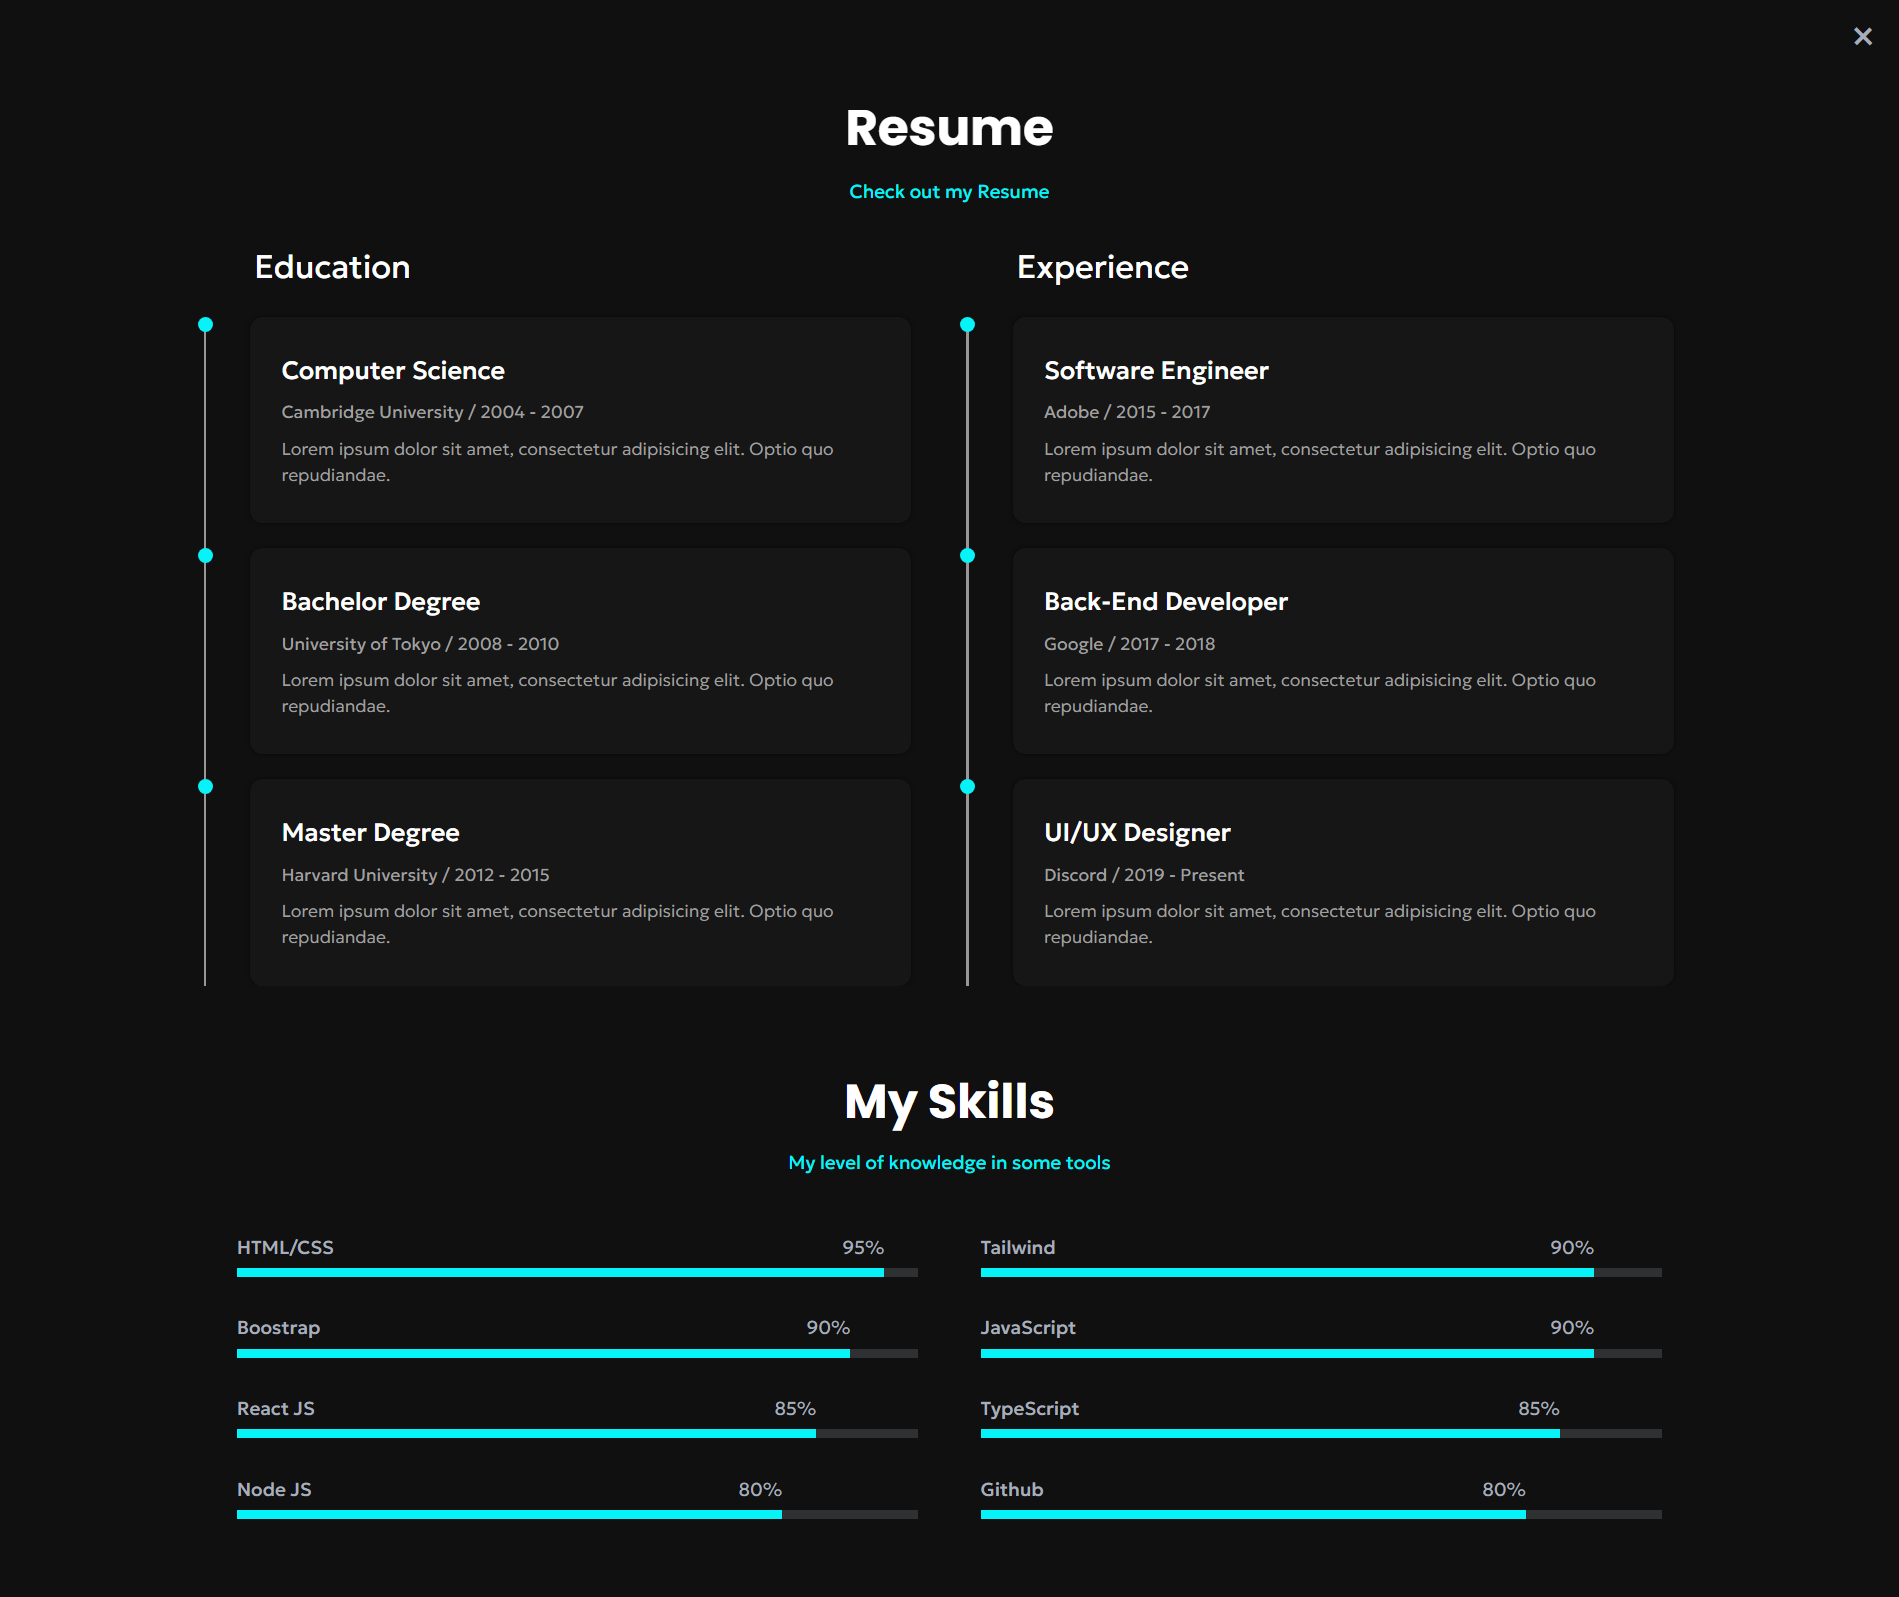 Resume
Check out my Resume
Education
Computer Science
Cambridge University / 2004 - 2007
Lorem ipsum dolor sit amet, consectetur adipisicing elit. Optio quo
repudiandae.
Bachelor Degree
University of Tokyo / 2008 - 2010
Lorem ipsum dolor sit amet, consectetur adipisicing elit. Optio quo
repudiandae.
Master Degree
Harvard University / 2012 - 2015
Lorem ipsum dolor sit amet, consectetur adipisicing elit. Optio quo
repudiandae.
Experience
Software Engineer
Adobe / 2015 - 2017
Lorem ipsum dolor sit amet, consectetur adipisicing elit. Optio quo
repudiandae.
Back-End Developer
Google / 2017 - 2018
Lorem ipsum dolor sit amet, consectetur adipisicing elit. Optio quo
repudiandae.
UI/UX Designer
Discord / 2019 - Present
Lorem ipsum dolor sit amet, consectetur adipisicing elit. Optio quo
repudiandae.
My Skills
My level of knowledge in some tools
HTML/CSS 95%
Tailwind 90%
Boostrap 90%
JavaScript 90%
React JS 85%
TypeScript 85%
Node JS 80%
Github 80%